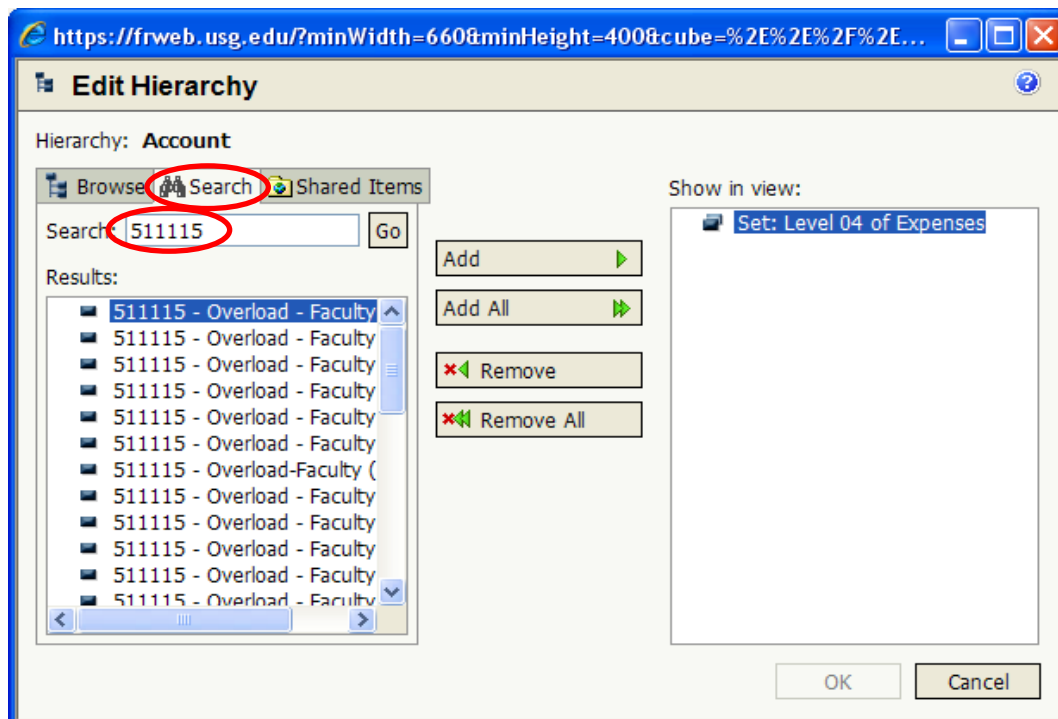 https://frweb.usg.edu/?minWidth=660&minHeight=400&cube=%2E%2E%2F%2E...
Edit Hierarchy
Hierarchy: Account
Browse Search Shared Items
Search: 511115 Go
Results:
511115 - Overload - Faculty
511115 - Overload - Faculty
511115 - Overload - Faculty
511115 - Overload - Faculty
511115 - Overload - Faculty
511115 - Overload - Faculty
511115 - Overload-Faculty (
511115 - Overload - Faculty
511115 - Overload - Faculty
511115 - Overload - Faculty
511115 - Overload - Faculty
511115 - Overload - Faculty
Add
Add All
Remove
Remove All
Show in view:
Set: Level 04 of Expenses
OK Cancel